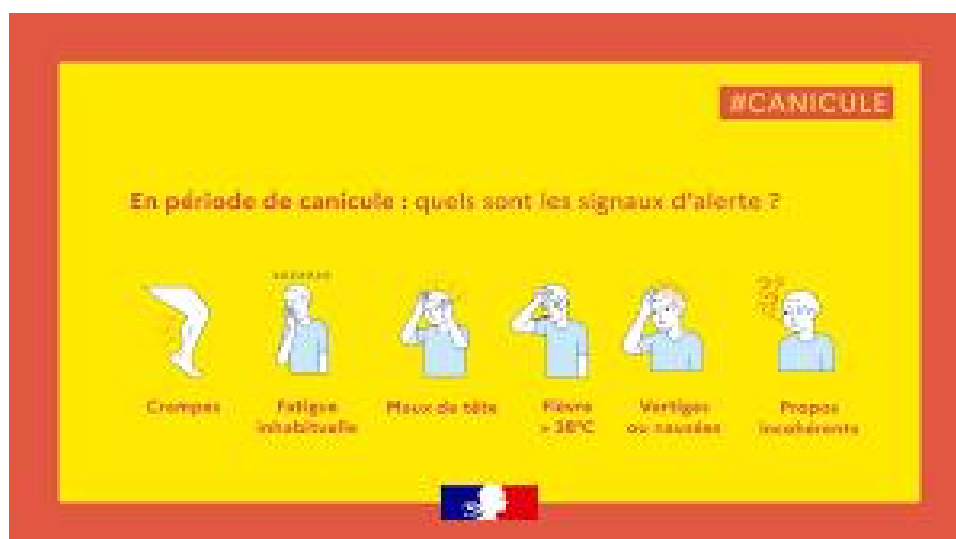 #CANICULE
En période de canicule : quels sont les signaux d'alerte ?
Crampes
Fatigue
inhabituelle
Maux de tête
Fièvre
> 38°C
Vertiges
ou nausées
Propos
incohérents